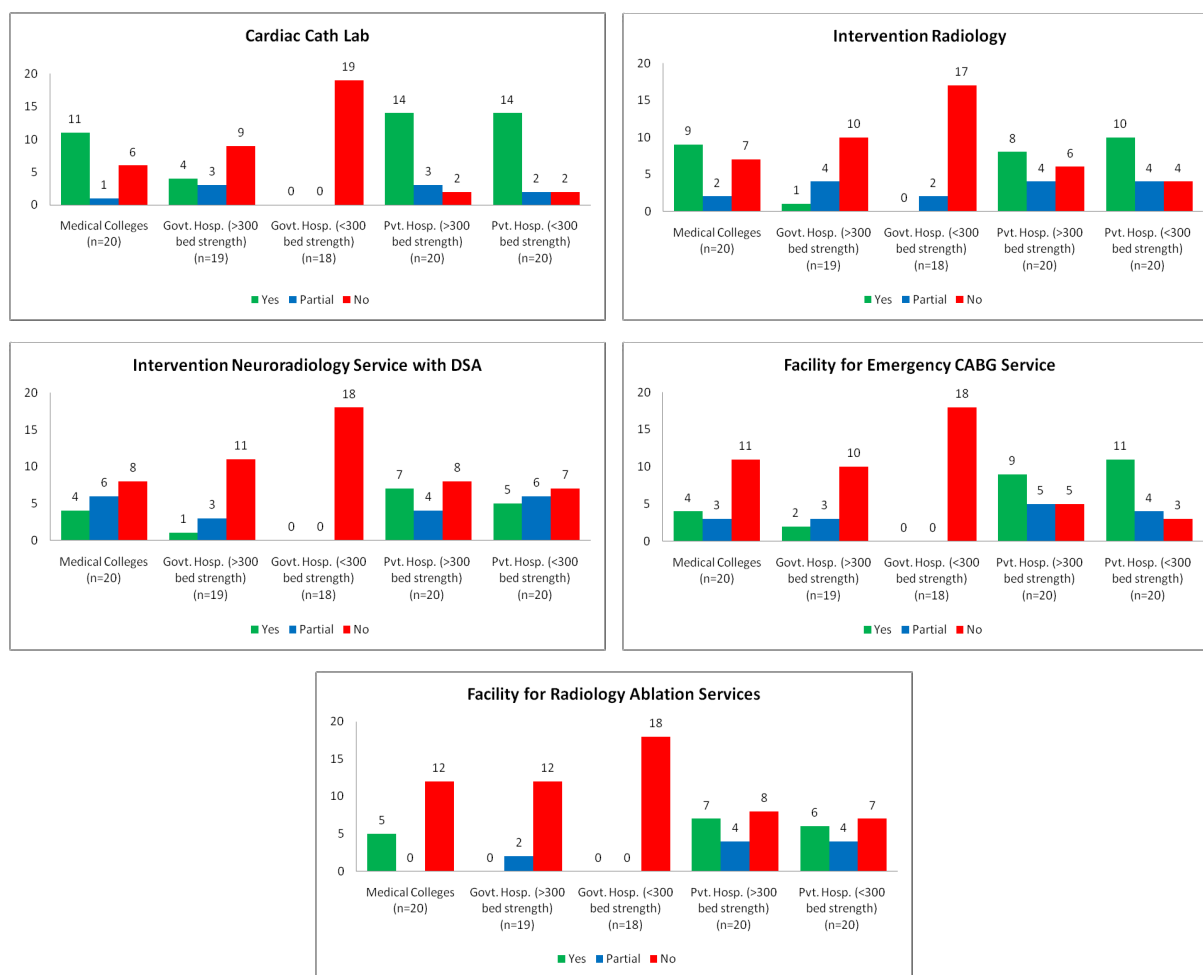 Cardiac Cath Lab
20
15
10
5
0
11
1
6
4
3
9
0
0
19
14
3
2
14
2
2
Medical Colleges
(n=20)
Govt. Hosp. (>300
bed strength)
(n=19)
Govt. Hosp. (<300
bed strength)
(n=18)
Pvt. Hosp. (>300
bed strength)
(n=20)
Pvt. Hosp. (<300
bed strength)
(n=20)
Yes Partial No
Intervention Radiology
20
15
10
5
0
9
2
7
1
4
10
0
2
17
8
4
6
10
4
4
Medical Colleges
(n=20)
Govt. Hosp. (>300
bed strength)
(n=19)
Govt. Hosp. (<300
bed strength)
(n=18)
Pvt. Hosp. (>300
bed strength)
(n=20)
Pvt. Hosp. (<300
bed strength)
(n=20)
Yes Partial No
Intervention Neuroradiology Service with DSA
20
15
10
5
0
4
6
8
1
3
11
0
0
18
7
4
8
5
6
7
Medical Colleges
(n=20)
Govt. Hosp. (>300
bed strength)
(n=19)
Govt. Hosp. (<300
bed strength)
(n=18)
Pvt. Hosp. (>300
bed strength)
(n=20)
Pvt. Hosp. (<300
bed strength)
(n=20)
Yes Partial No
Facility for Emergency CABG Service
20
15
10
5
0
4
3
11
2
3
10
0
0
18
9
5
5
11
4
3
Medical Colleges
(n=20)
Govt. Hosp. (>300
bed strength)
(n=19)
Govt. Hosp. (<300
bed strength)
(n=18)
Pvt. Hosp. (>300
bed strength)
(n=20)
Pvt. Hosp. (<300
bed strength)
(n=20)
Yes Partial No
Facility for Radiology Ablation Services
20
15
10
5
0
5
0
12
0
2
12
0
0
18
7
4
8
6
4
7
Medical Colleges
(n=20)
Govt. Hosp. (>300
bed strength)
(n=19)
Govt. Hosp. (<300
bed strength)
(n=18)
Pvt. Hosp. (>300
bed strength)
(n=20)
Pvt. Hosp. (<300
bed strength)
(n=20)
Yes Partial No